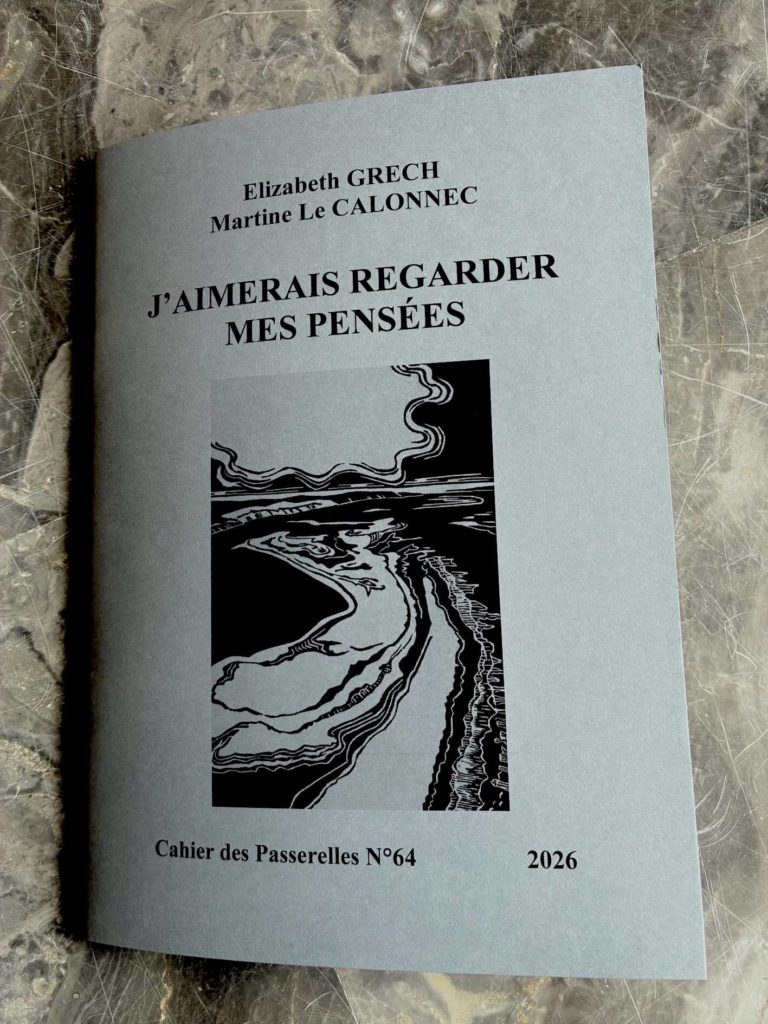 Elizabeth GRECH
Martine Le CALONNEC
J'AIMERAIS REGARDER
MES PENSÉES
Cahier des Passerelles N°64 2026